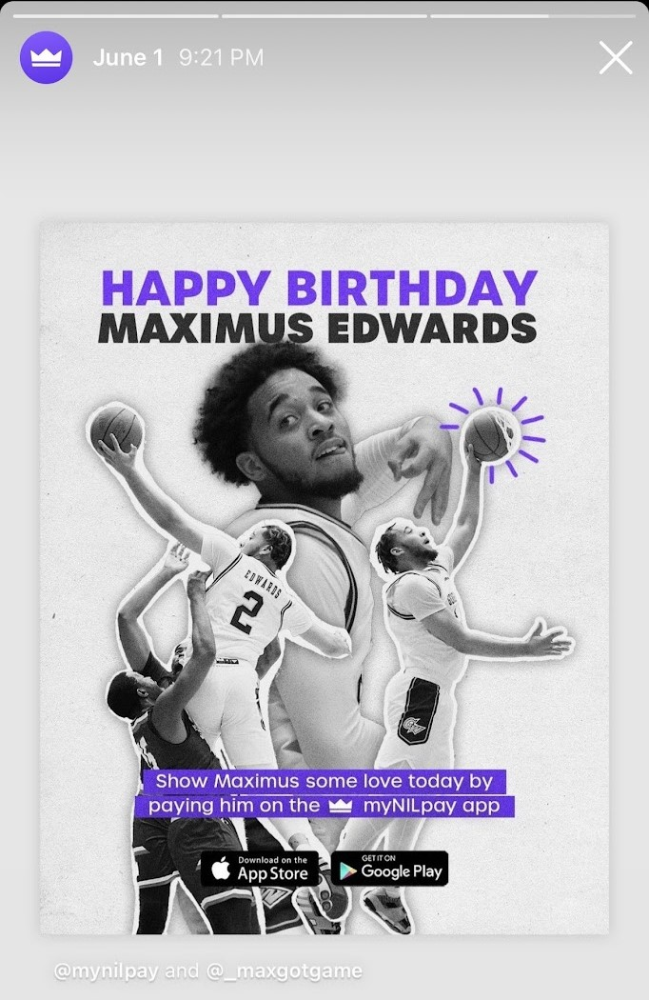 June 1 9:21 PM
HAPPY BIRTHDAY
MAXIMUS EDWARDS
EDWARDS
2
GW
Show Maximus some love today by
paying him on the myNILpay app
Download on the
App Store
GET IT ON
Google Play
@mynilpay and @_maxgotgame